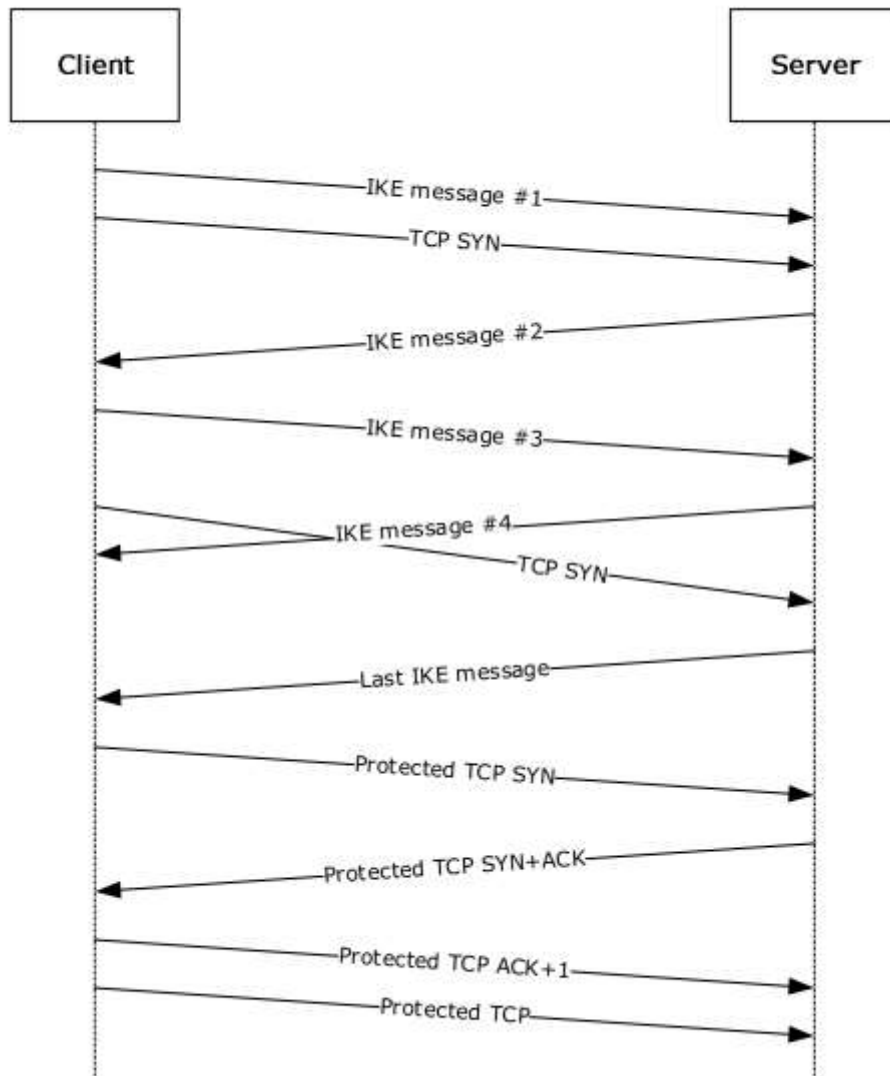 Client
Server
IKE message #1
TCP SYN
IKE message #2
IKE message #3
IKE message #4
TCP SYN
Last IKE message
Protected TCP SYN
Protected TCP SYN+ACK
Protected TCP ACK+1
Protected TCP